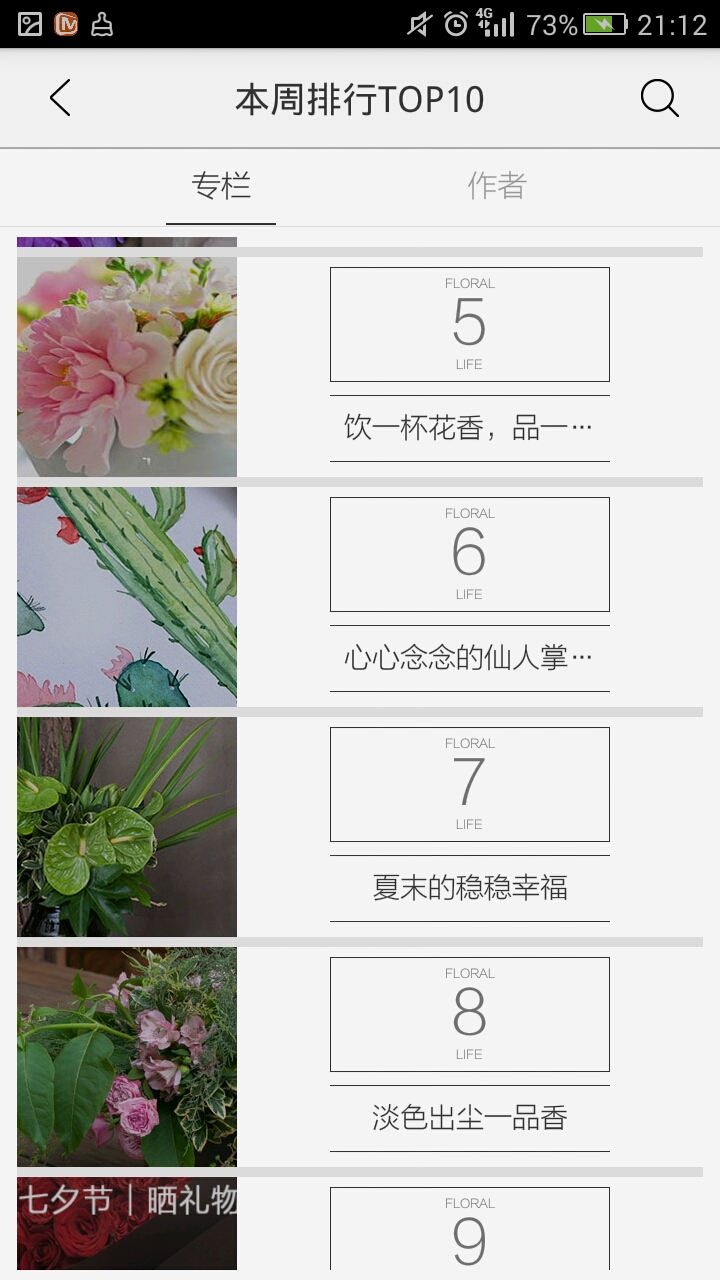 4G
73%
21:12
本周排行TOP10
专栏
作者
FLORAL
5
LIFE
饮一杯花香，品一…
FLORAL
6
LIFE
心心念念的仙人掌…
FLORAL
7
LIFE
夏末的稳稳幸福
FLORAL
8
LIFE
淡色出尘一品香
七夕节｜晒礼物
FLORAL
9